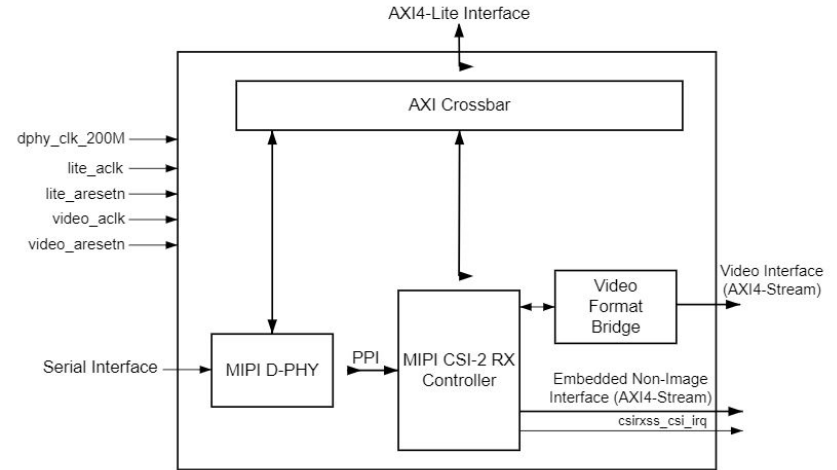 AXI4-Lite Interface
AXI Crossbar
dphy_clk_200M
lite_aclk
lite_aresetn
video_aclk
video_aresetn
Video Interface
(AXI4-Stream)
Video
Format
Bridge
Serial Interface
MIPI D-PHY
PPI
MIPI CSI-2 RX
Controller
Embedded Non-Image
Interface (AXI4-Stream)
csirxss_csi_irq